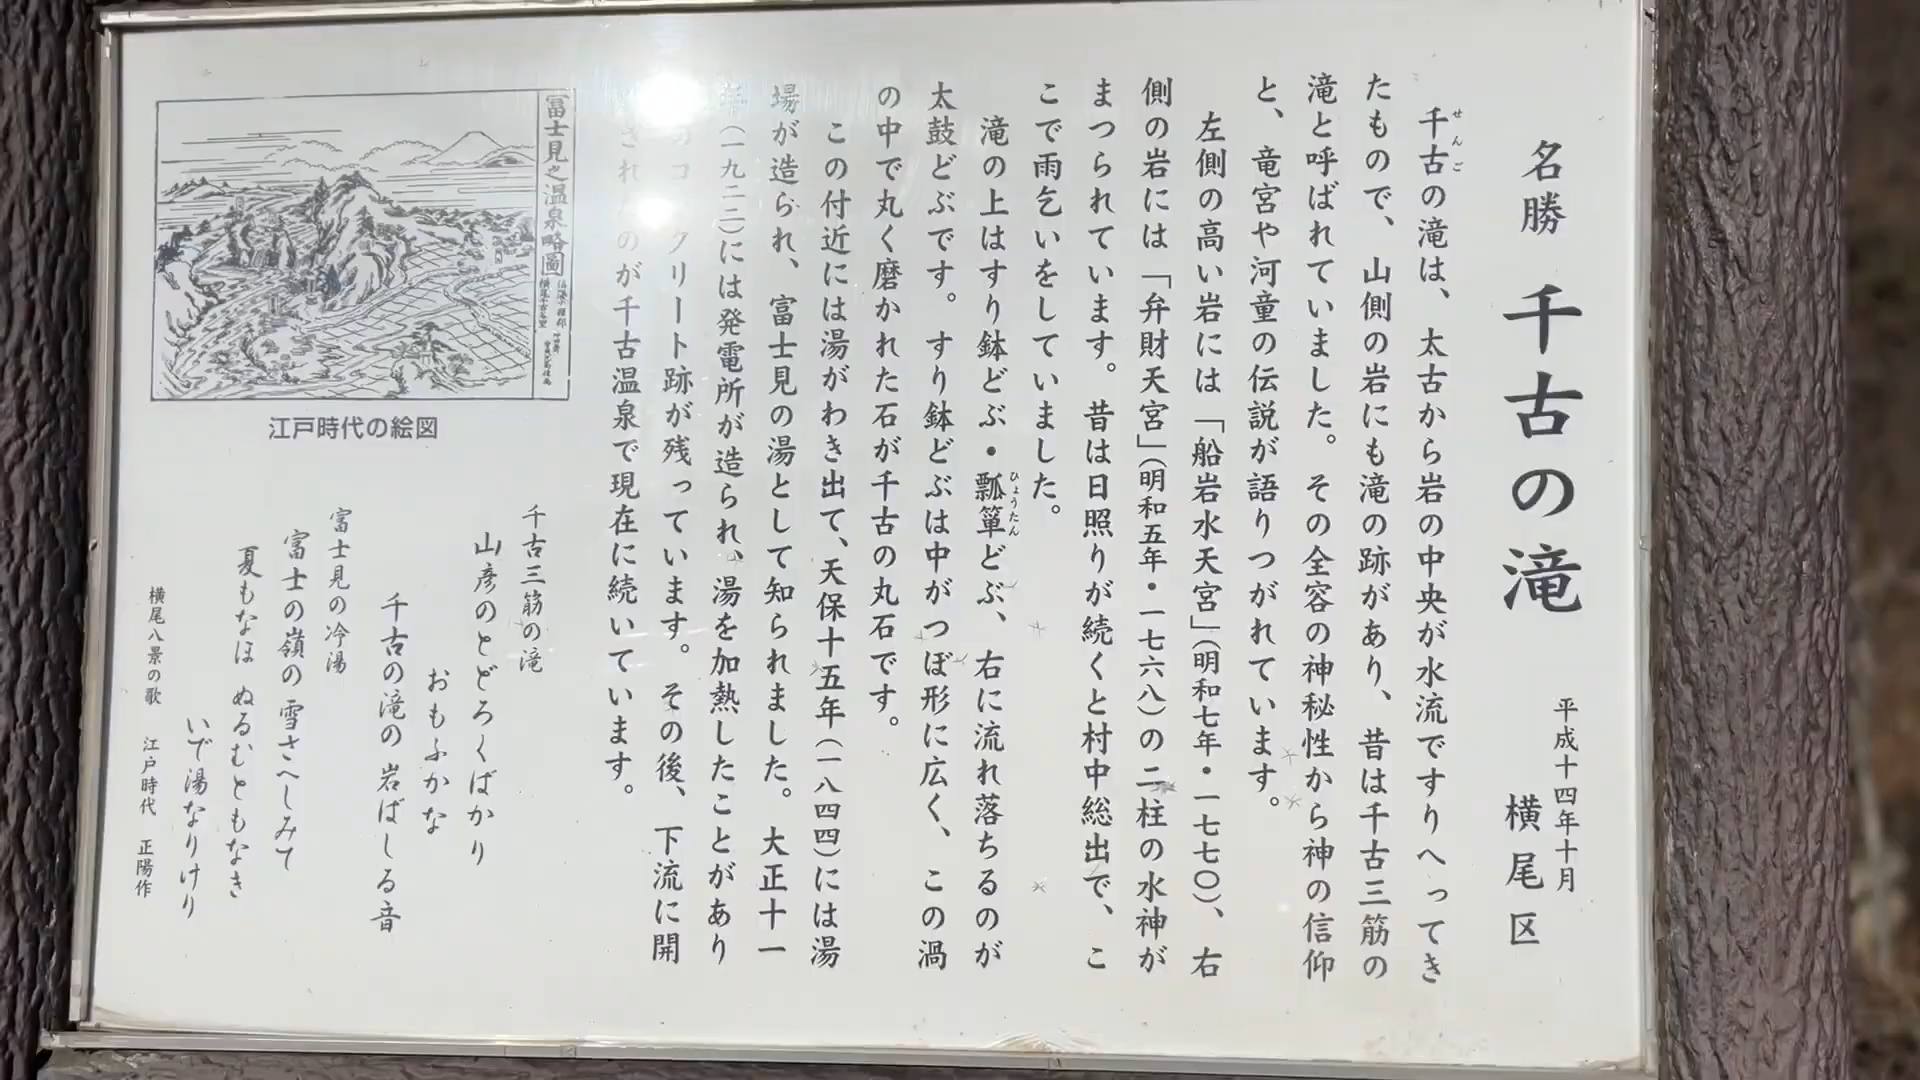 名勝 千古の滝
平成十四年十月
横尾区
千古の滝は、太古から岩の中央が水流ですりへってき
せんご
たもので、山側の岩にも滝の跡があり、昔は千古三筋の
滝と呼ばれていました。その全容の神秘性から神の信仰
と、竜宮や河童の伝説が語りつがれています。
左側の高い岩には「船岩水天宮」(明和七年・一七七〇)、右
側の岩には「弁財天宮」(明和五年・一七六八)の二柱の水神が
まつられています。昔は日照りが続くと村中総出で、こ
こで雨乞いをしていました。
滝の上はすり鉢どぶ・瓢箪どぶ、右に流れ落ちるのが
ひょうたん
太鼓どぶです。すり鉢どぶは中がつぼ形に広く、この渦
の中で丸く磨かれた石が千古の丸石です。
この付近には湯がわき出て、天保十五年(一八四四)には湯
場が造られ、富士見の湯として知られました。大正十一
年(一九二二)には発電所が造られ、湯を加熱したことがあり
コ クリート跡が残っています。その後、下流に開
され のが千古温泉で現在に続いています。
冨士見之温泉略圖
江戸時代の絵図
千古三筋の滝
山彦のとどろくばかり
おもふかな
千古の滝の岩ばしる音
富士見の冷湯
富士の嶺の雪さへしみて
夏もなほ ぬるむともなき
いで湯なりけり
横尾八景の歌 江戸時代 正陽作